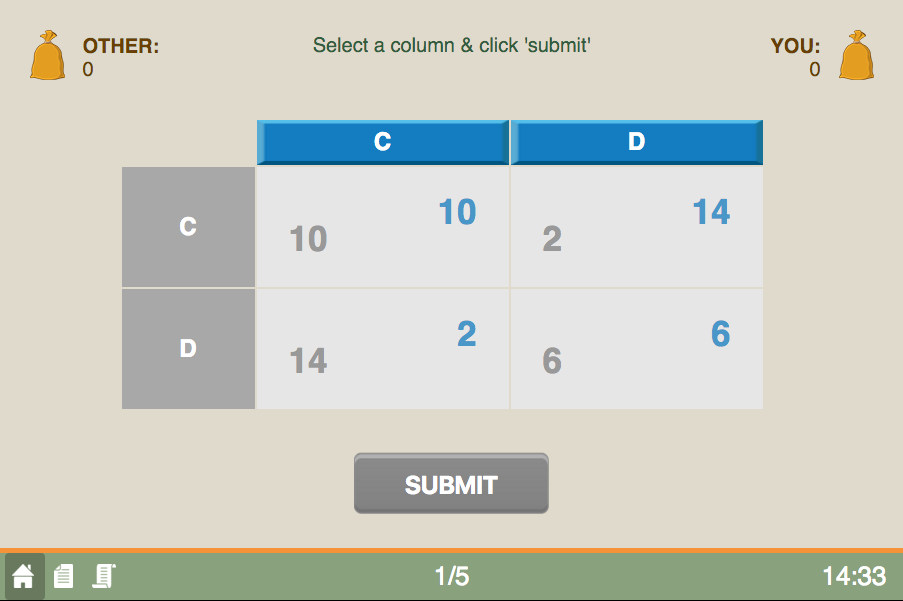 OTHER:
0
Select a column & click 'submit'
YOU:
0
C D
C 10 10 2 14
D 14 2 6 6
SUBMIT
1/5
14:33